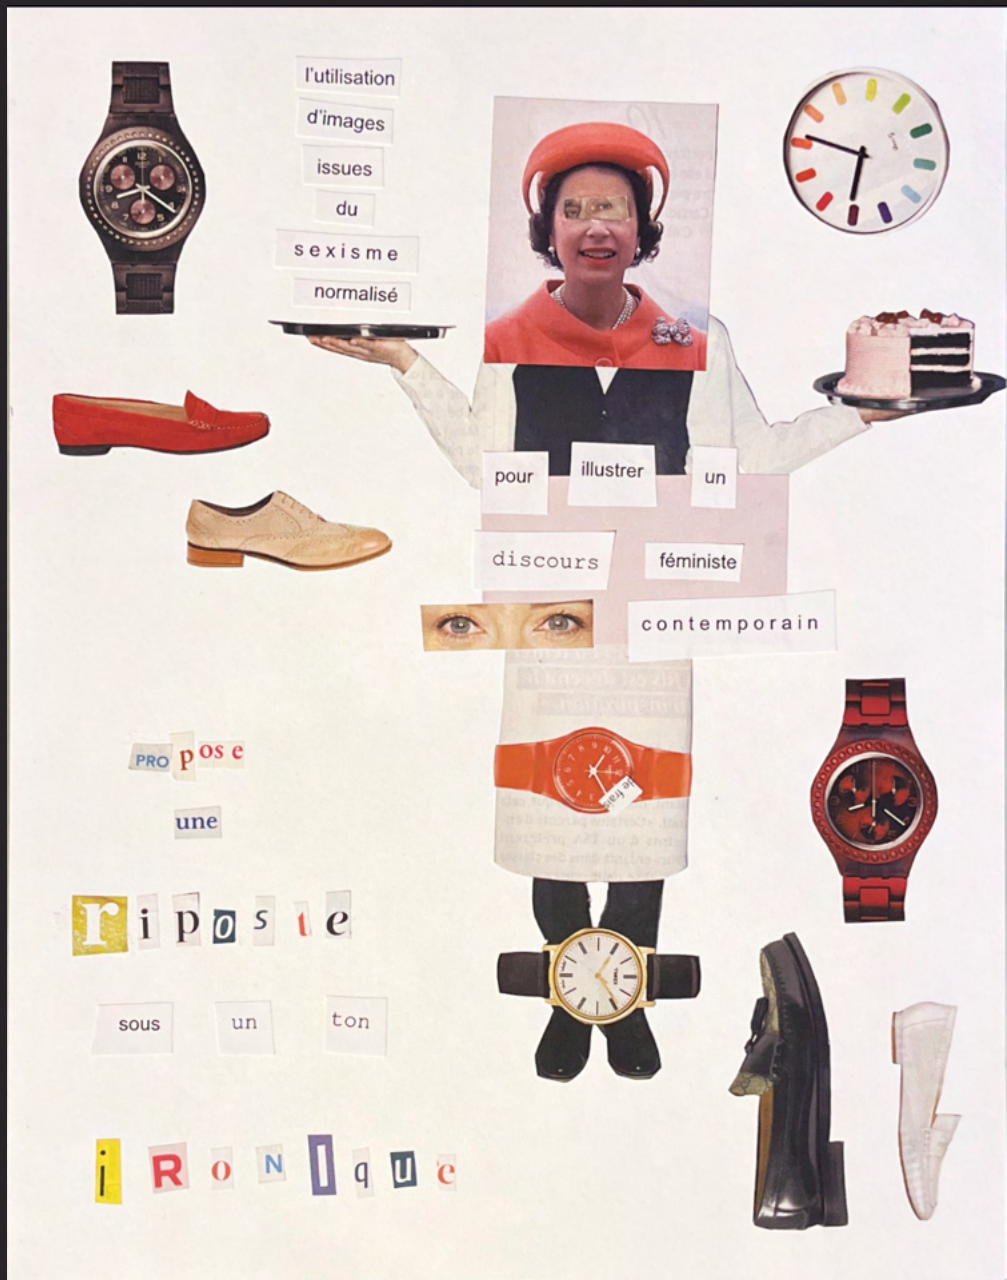 l'utilisation
d'images
issues
du
sexisme
normalisé
pour illustrer un
discours féministe
contemporain
PROpose
une
riposte
sous un ton
iRoNIque